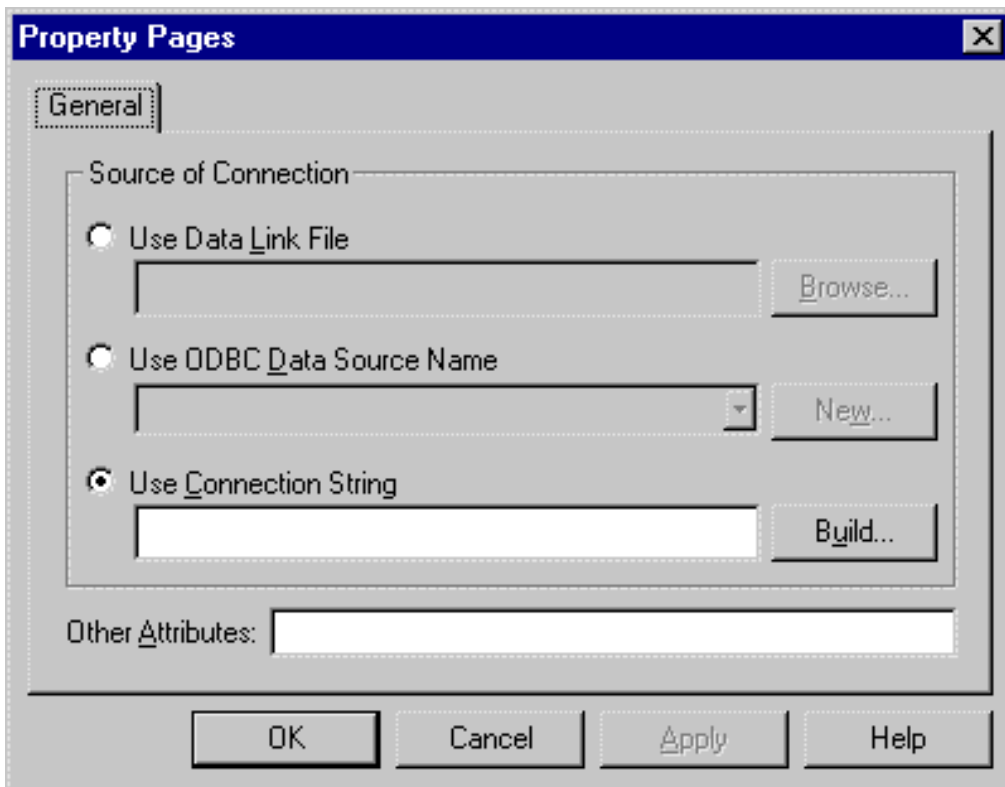 Property Pages
General
Source of Connection
Use Data Link File
Browse...
Use ODBC Data Source Name
New...
Use Connection String
Build...
Other Attributes:
OK Cancel Apply Help